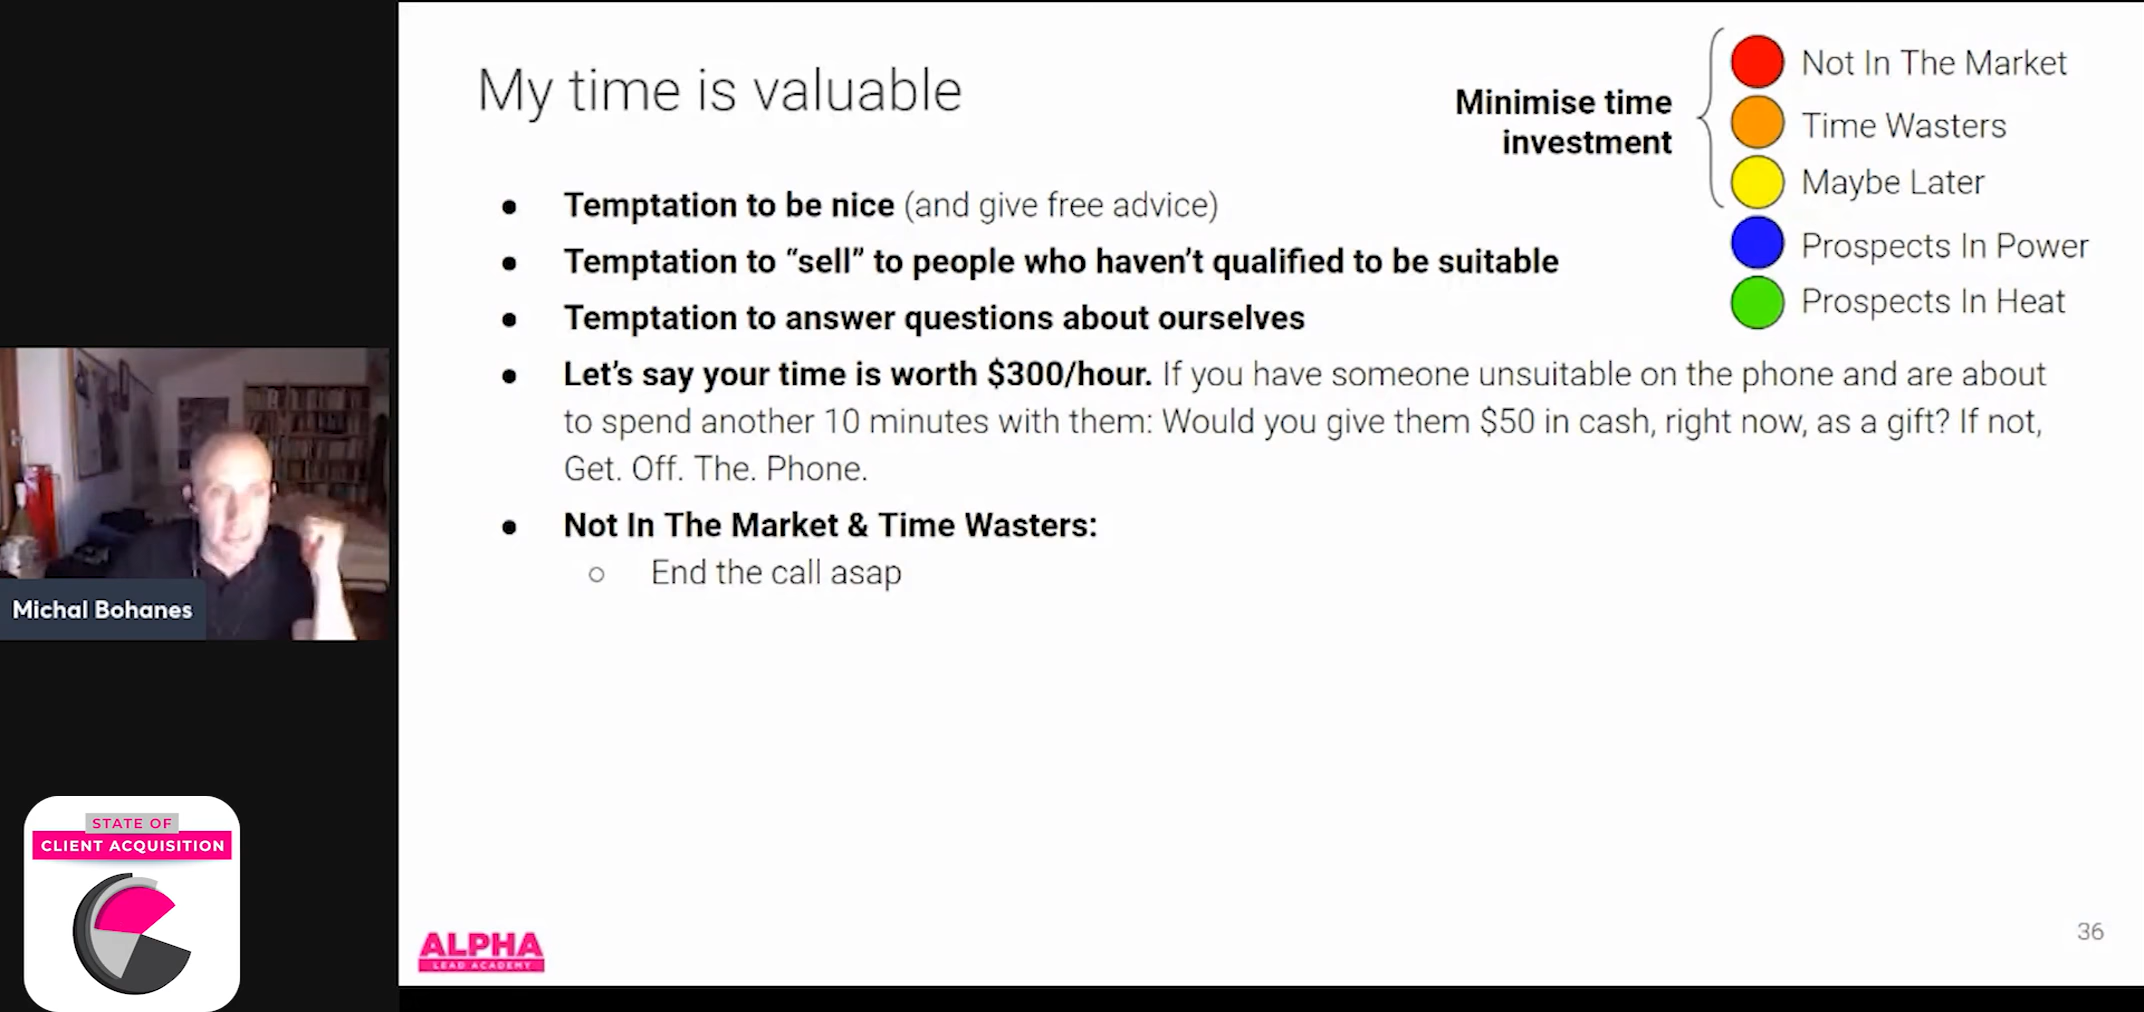 My time is valuable
Minimise time
investment
Not In The Market
Time Wasters
Maybe Later
Prospects In Power
Prospects In Heat
● Temptation to be nice (and give free advice)
● Temptation to “sell” to people who haven’t qualified to be suitable
● Temptation to answer questions about ourselves
● Let’s say your time is worth $300/hour. If you have someone unsuitable on the phone and are about
to spend another 10 minutes with them: Would you give them $50 in cash, right now, as a gift? If not,
Get. Off. The. Phone.
● Not In The Market & Time Wasters:
○ End the call asap
Michal Bohanes
STATE OF
CLIENT ACQUISITION
ALPHA
LEAD ACADEMY
36